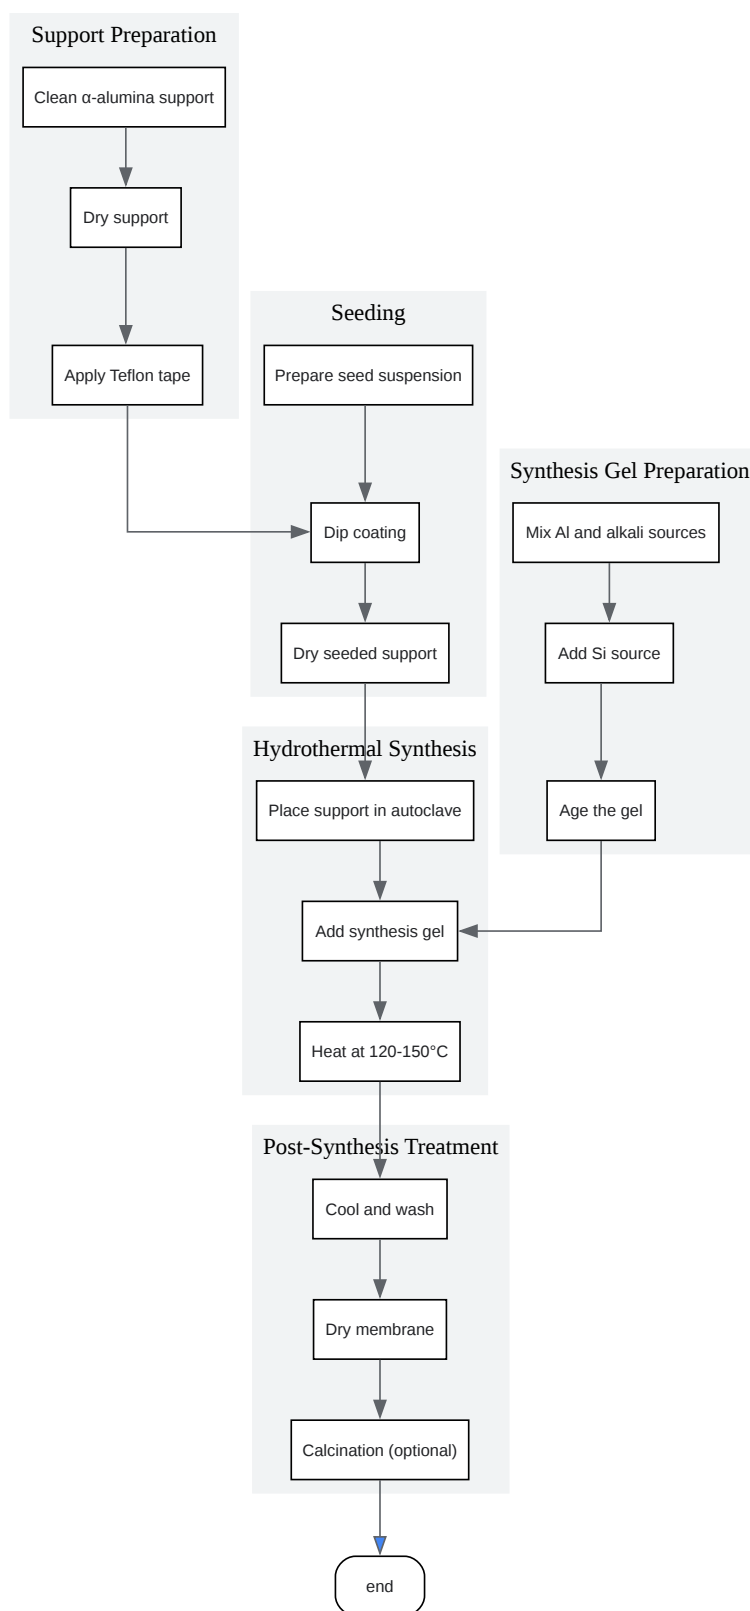 Support Preparation
Clean α-alumina support
Dry support
Apply Teflon tape
Seeding
Prepare seed suspension
Dip coating
Dry seeded support
Synthesis Gel Preparation
Mix Al and alkali sources
Add Si source
Age the gel
Hydrothermal Synthesis
Place support in autoclave
Add synthesis gel
Heat at 120-150°C
Post-Synthesis Treatment
Cool and wash
Dry membrane
Calcination (optional)
end